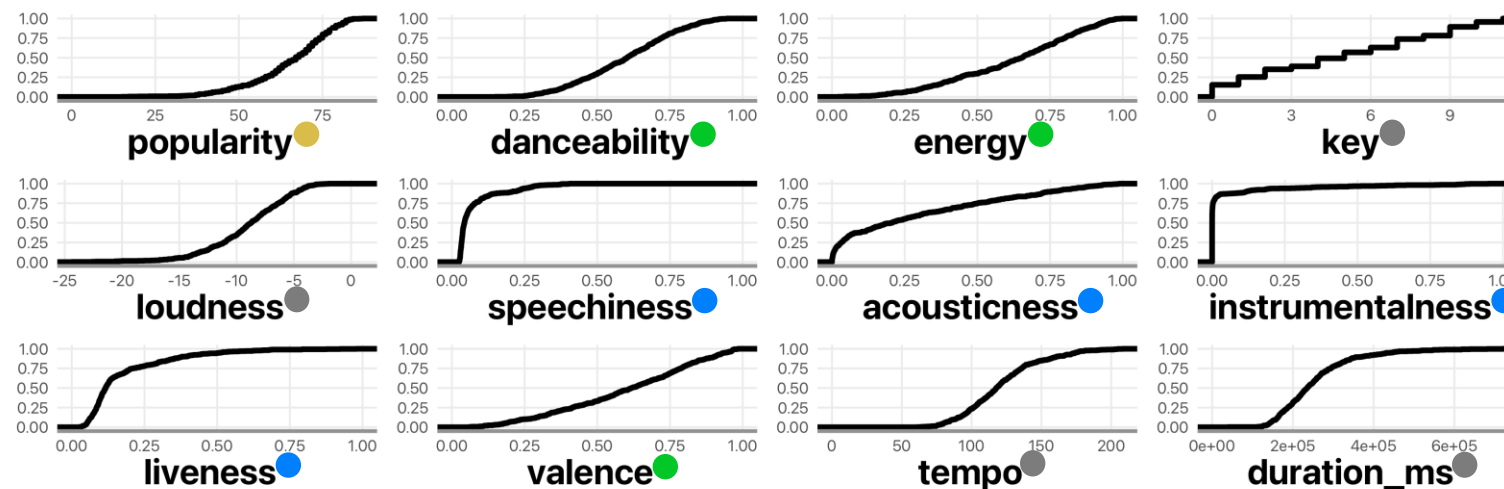 1.00 1.00 1.00 1.00
0.75 0.75 0.75 0.75
0.50 0.50 0.50 0.50
0.25 0.25 0.25 0.25
0.00 0.00 0.00 0.00
0 25 50 75 0.00 0.25 0.50 0.75 1.00 0.00 0.25 0.50 0.75 1.00 0 3 6 9
popularity danceability energy key
1.00 1.00 1.00 1.00
0.75 0.75 0.75 0.75
0.50 0.50 0.50 0.50
0.25 0.25 0.25 0.25
0.00 0.00 0.00 0.00
-25 -20 -15 -10 -5 0 0.00 0.25 0.50 0.75 1.00 0.00 0.25 0.50 0.75 1.00 0.00 0.25 0.50 0.75 1.0
loudness speechiness acousticness instrumentalness
1.00 1.00 1.00 1.00
0.75 0.75 0.75 0.75
0.50 0.50 0.50 0.50
0.25 0.25 0.25 0.25
0.00 0.00 0.00 0.00
0.00 0.25 0.50 0.75 1.00 0.00 0.25 0.50 0.75 1.00 0 50 100 150 200 0e+00 2e+05 4e+05 6e+05
liveness valence tempo duration_ms